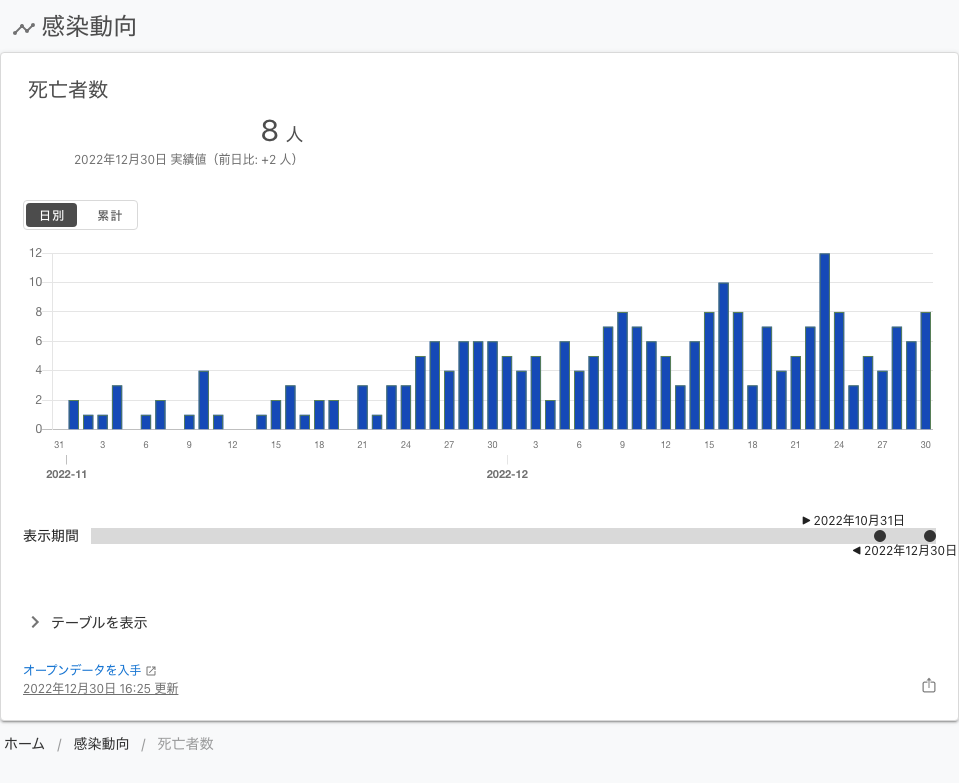 感染動向
死亡者数
8 人
2022年12月30日 実績値（前日比: +2 人）
日別 累計
12
10
8
6
4
2
0
31 3 6 9 12 15 18 21 24 27 30 3 6 9 12 15 18 21 24 27 30
2022-11 2022-12
▶ 2022年10月31日
表示期間
◀ 2022年12月30日
テーブルを表示
オープンデータを入手
2022年12月30日 16:25 更新
ホーム / 感染動向 / 死亡者数